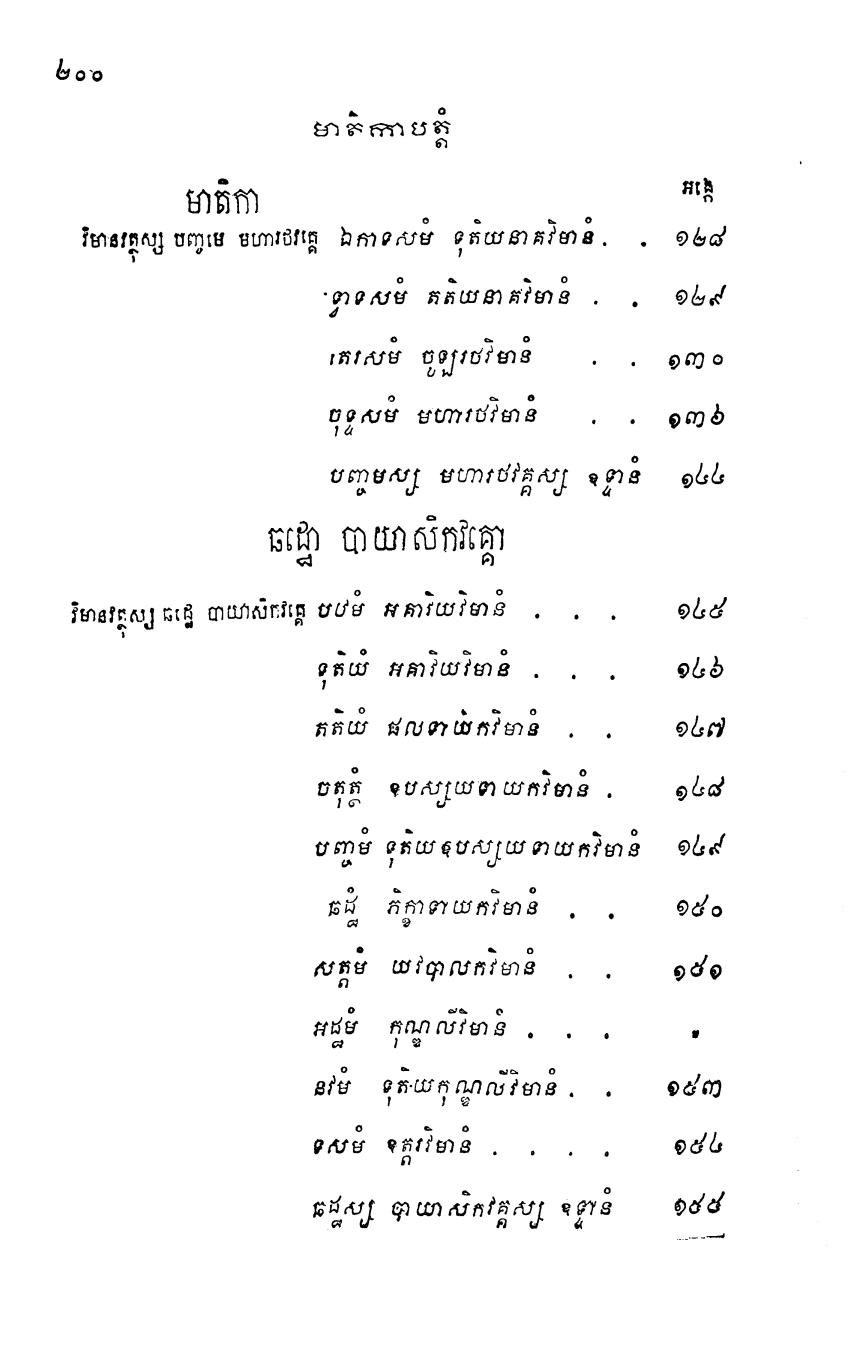 ២០០
មាតិកាបត្តំ
មាតិកា អង្កេ
វិមានវត្ថុស្ស បញ្ចមេ មហារថវគ្គេ ឯកាទសមំ ទុតិយនាគវិមានំ . . ១២៨
ទ្វាទសមំ តតិយនាគវិមានំ . . ១២៩
តេរសមំ ចូឡរថវិមានំ . . ១៣០
ចុទ្ទសមំ មហារថវិមានំ . . ១៣៦
បញ្ចមស្ស មហារថវគ្គស្ស ឧទ្ទានំ ១៤៤
ឆដ្ឋោ បាយាសិកវគ្គោ
វិមានវត្ថុស្ស ឆដ្ឋេ បាយាសិកវគ្គេ បឋមំ អគារិយវិមានំ . . . ១៤៥
ទុតិយំ អគារិយវិមានំ . . . ១៤៦
តតិយំ ផលទាយកវិមានំ . . ១៤៧
ចតុត្ថំ ឧបស្សយទាយកវិមានំ . ១៤៨
បញ្ចមំ ទុតិយឧបស្សយទាយកវិមានំ ១៤៩
ឆដ្ឋំ ភិក្ខាទាយកវិមានំ . . ១៥០
សត្តមំ យវបាលកវិមានំ . . ១៥១
អដ្ឋមំ កុណ្ឌលីវិមានំ . . . "
នវមំ ទុតិយកុណ្ឌលីវិមានំ . . ១៥៣
ទសមំ ឧត្តរវិមានំ . . . . ១៥៤
ឆដ្ឋស្ស បាយាសិកវគ្គស្ស ឧទ្ទានំ ១៥៥